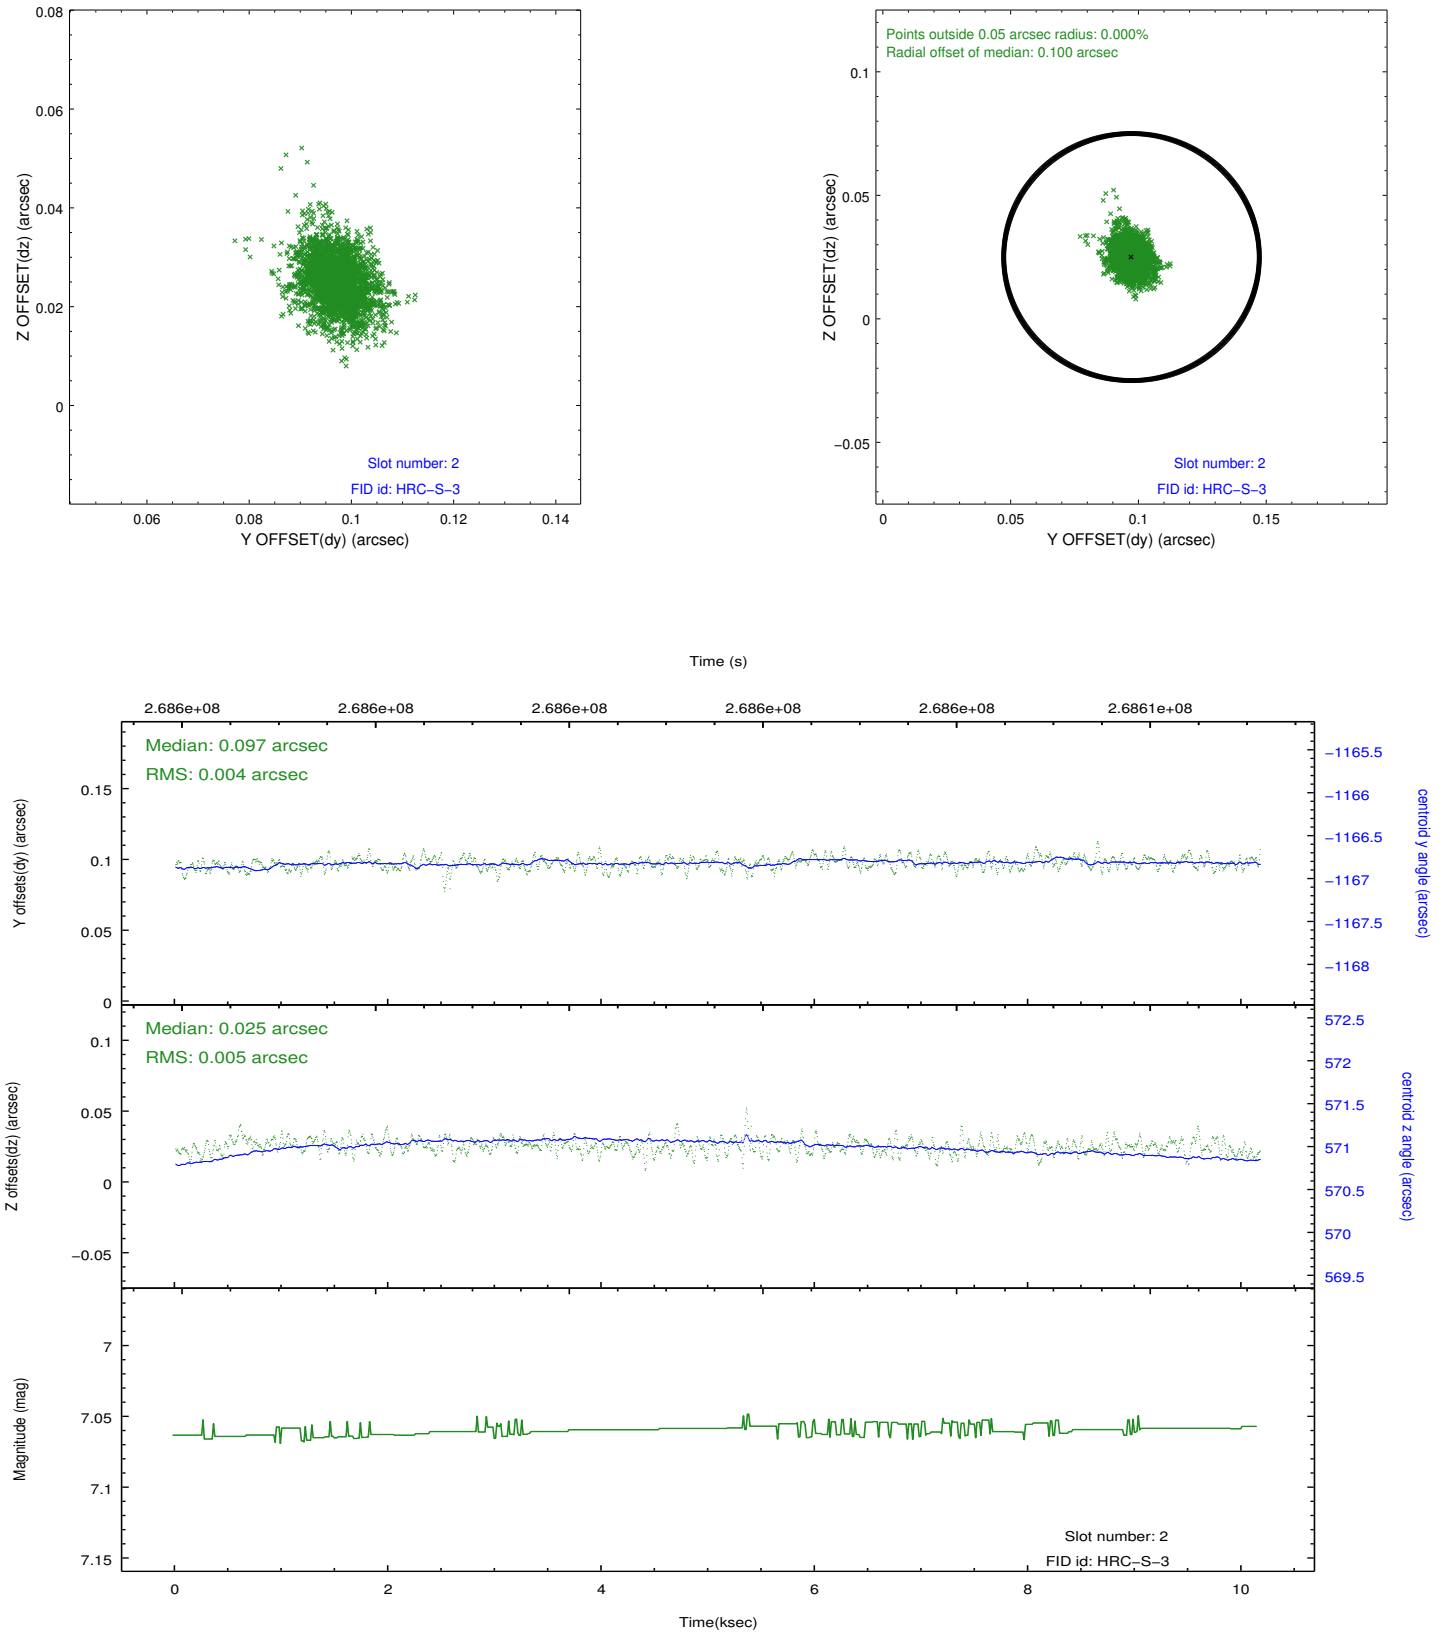 0.08
0.06
0.04
0.02
0
Z OFFSET(dz) (arcsec)
0.06
0.08
0.1
0.12
0.14
Y OFFSET(dy) (arcsec)
Slot number: 2
FID id: HRC−S−3
Points outside 0.05 arcsec radius: 0.000%
Radial offset of median: 0.100 arcsec
0.1
0.05
0
−0.05
Z OFFSET(dz) (arcsec)
0
0.05
0.1
0.15
Y OFFSET(dy) (arcsec)
Slot number: 2
FID id: HRC−S−3
Time (s)
2.686e+08
2.686e+08
2.686e+08
2.686e+08
2.686e+08
2.6861e+08
Median: 0.097 arcsec
RMS: 0.004 arcsec
0.15
0.1
0.05
0
Y offsets(dy) (arcsec)
−1165.5
−1166
−1166.5
−1167
−1167.5
−1168
centroid y angle (arcsec)
Median: 0.025 arcsec
RMS: 0.005 arcsec
0.1
0.05
0
−0.05
Z offsets(dz) (arcsec)
572.5
572
571.5
571
570.5
570
569.5
centroid z angle (arcsec)
7
7.05
7.1
7.15
Magnitude (mag)
Slot number: 2
FID id: HRC−S−3
0
2
4
6
8
10
Time(ksec)